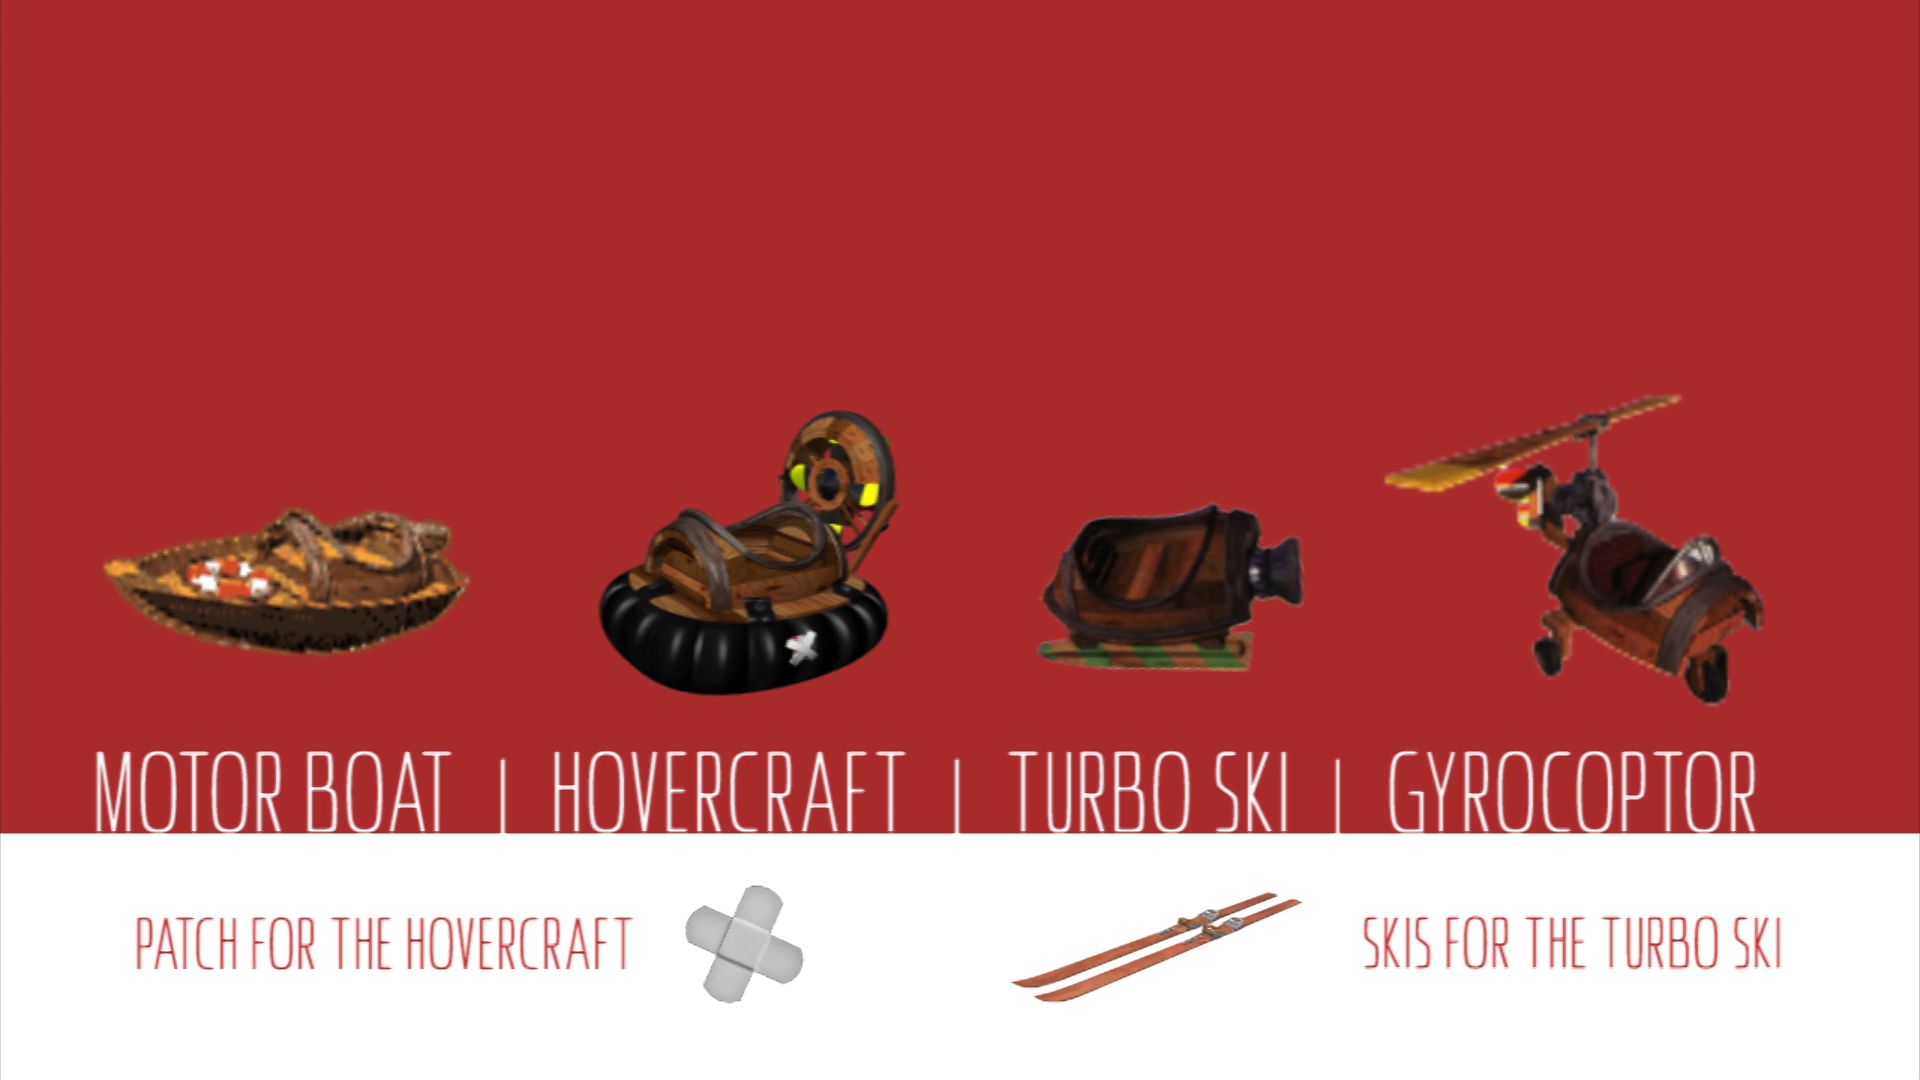 MOTOR BOAT | HOVERCRAFT | TURBO SKI | GYROCOPTOR
PATCH FOR THE HOVERCRAFT
SKIS FOR THE TURBO SKI